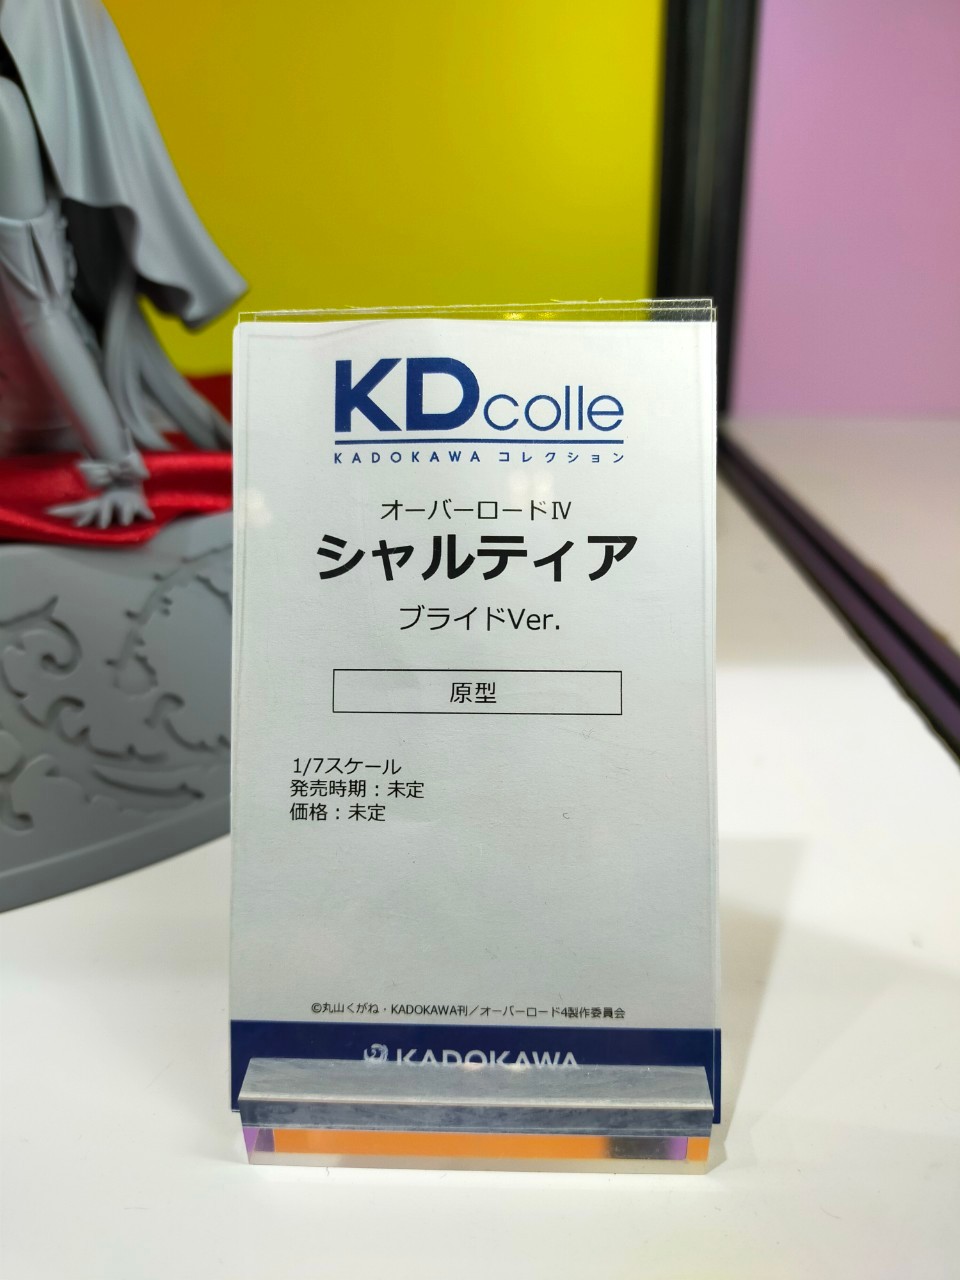 KDcolle
KADOKAWA コレクション
オーバーロードⅣ
シャルティア
ブライドVer.
原型
1/7スケール
発売時期：未定
価格：未定
©丸山くがね・KADOKAWA刊／オーバーロード4製作委員会
KADOKAWA